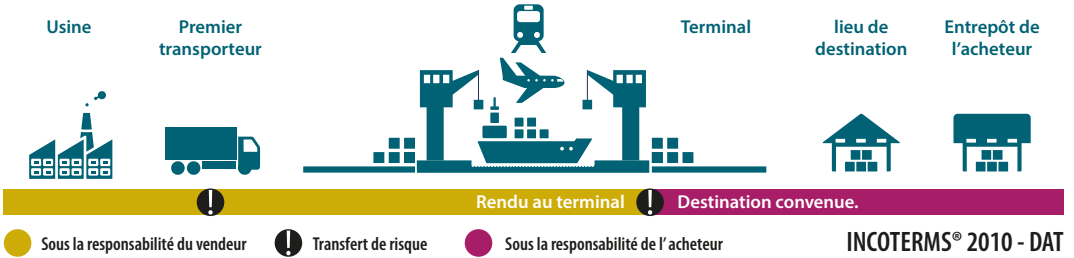 Usine
Premier
transporteur
Terminal
lieu de
destination
Entrepôt de
l'acheteur
! Rendu au terminal ! Destination convenue.
Sous la responsabilité du vendeur
! Transfert de risque
Sous la responsabilité de l' acheteur
INCOTERMS® 2010 - DAT